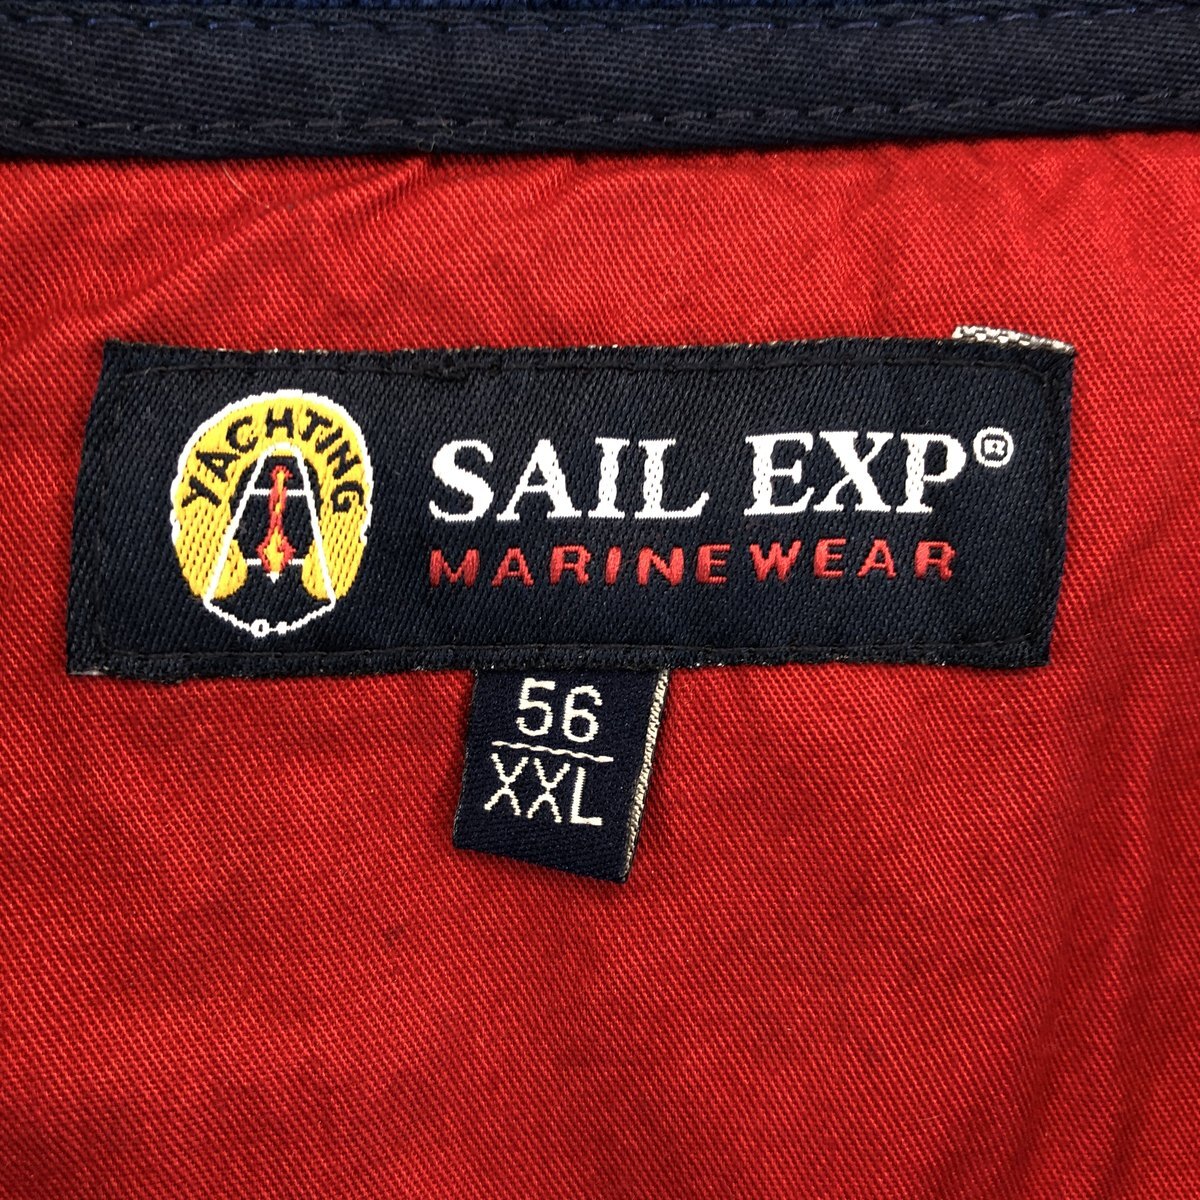 YACHTING
SAIL EXP®
MARINEWEAR
56
XXL